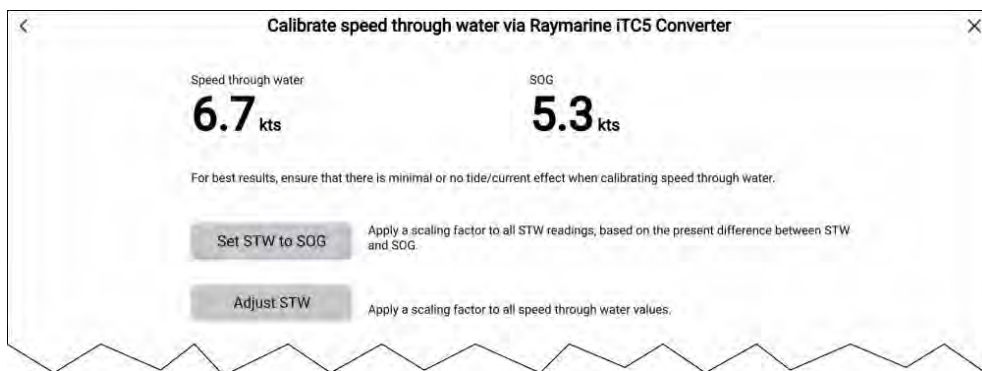 Calibrate speed through water via Raymarine iTC5 Converter
Speed through water
SOG
6.7 kts
5.3 kts
For best results, ensure that there is minimal or no tide/current effect when calibrating speed through water.
Set STW to SOG
Apply a scaling factor to all STW readings, based on the present difference between STW
and SOG.
Adjust STW
Apply a scaling factor to all speed through water values.